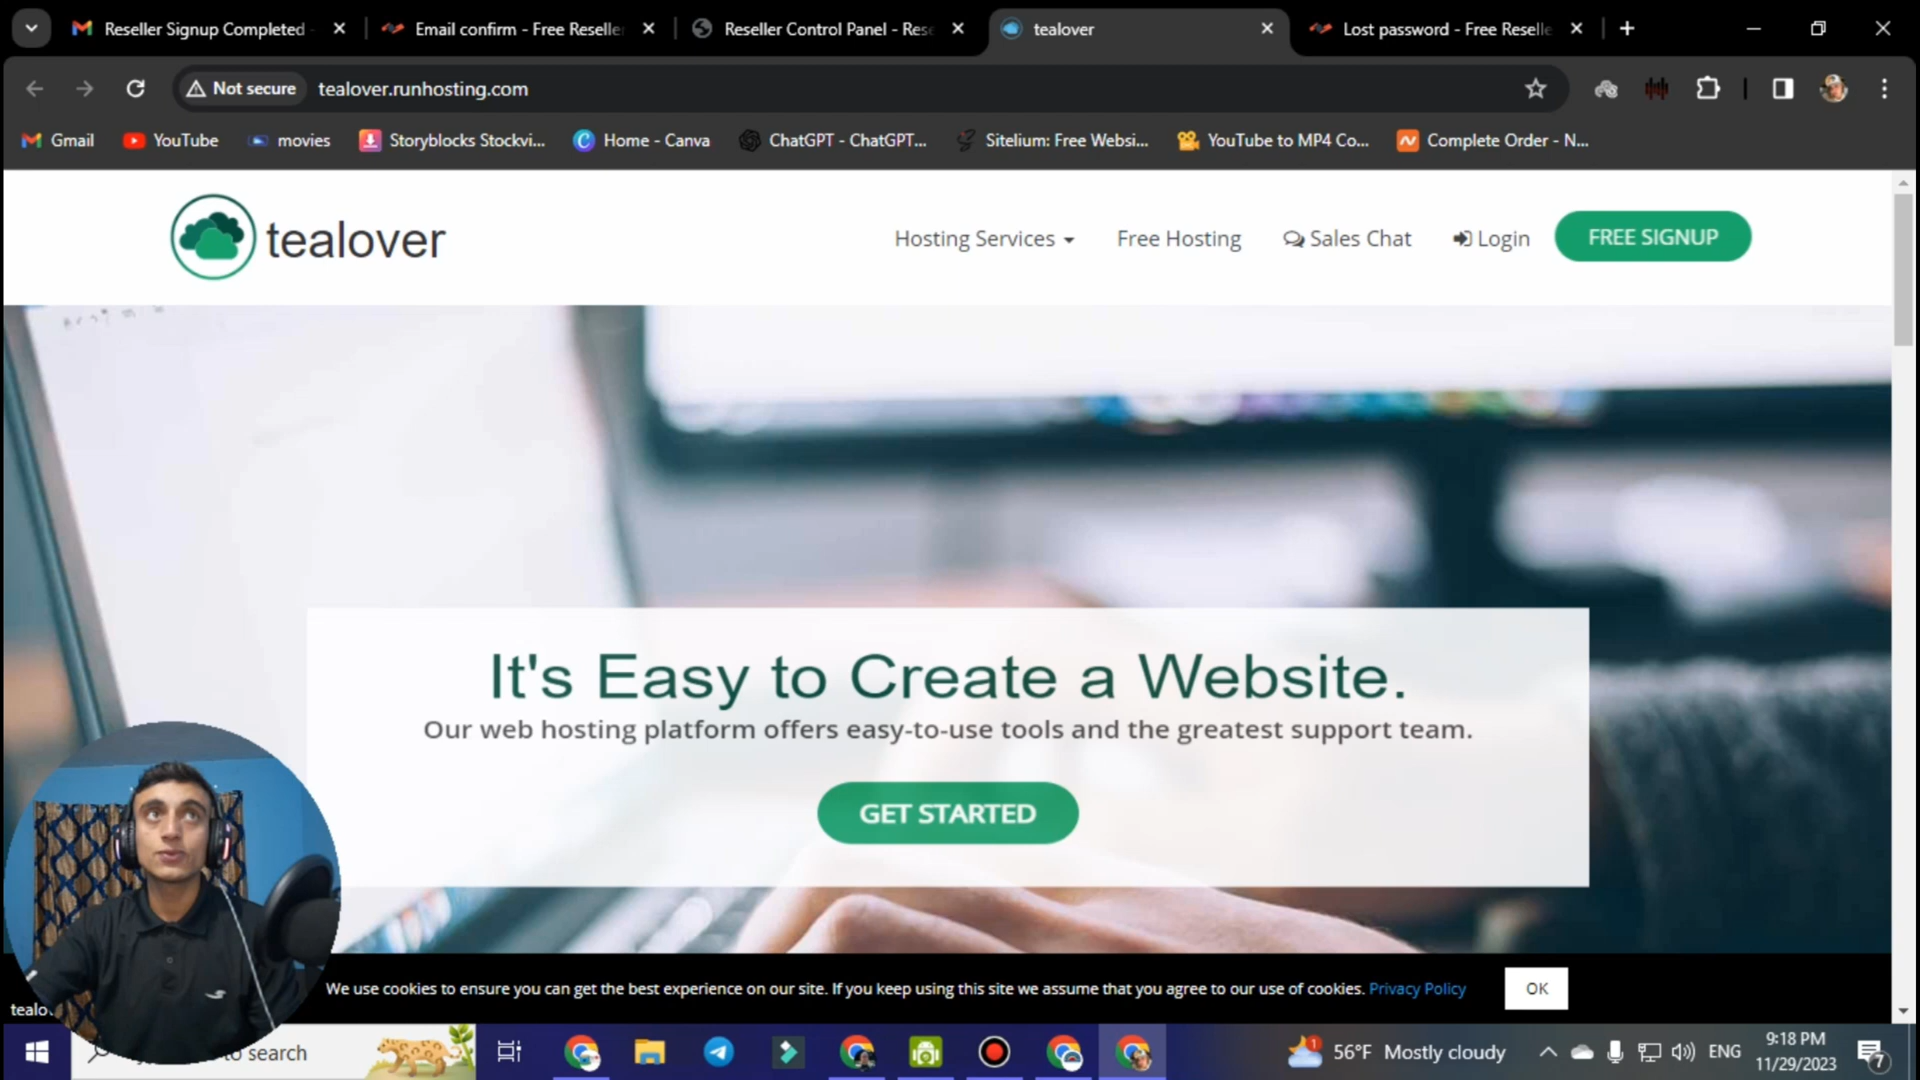 Reseller Signup Completed
Email confirm - Free Reselle
Reseller Control Panel - Rese
tealover
Lost password - Free Reselle
Not secure
tealover.runhosting.com
Gmail
YouTube
movies
Storyblocks Stockvi...
Home - Canva
ChatGPT - ChatGPT...
Sitelium: Free Websi...
YouTube to MP4 Co...
Complete Order - N...
tealover
Hosting Services
Free Hosting
Sales Chat
Login
FREE SIGNUP
It's Easy to Create a Website.
Our web hosting platform offers easy-to-use tools and the greatest support team.
GET STARTED
We use cookies to ensure you can get the best experience on our site. If you keep using this site we assume that you agree to our use of cookies. Privacy Policy
OK
tealo
to search
56°F Mostly cloudy
ENG
9:18 PM
11/29/2023
7